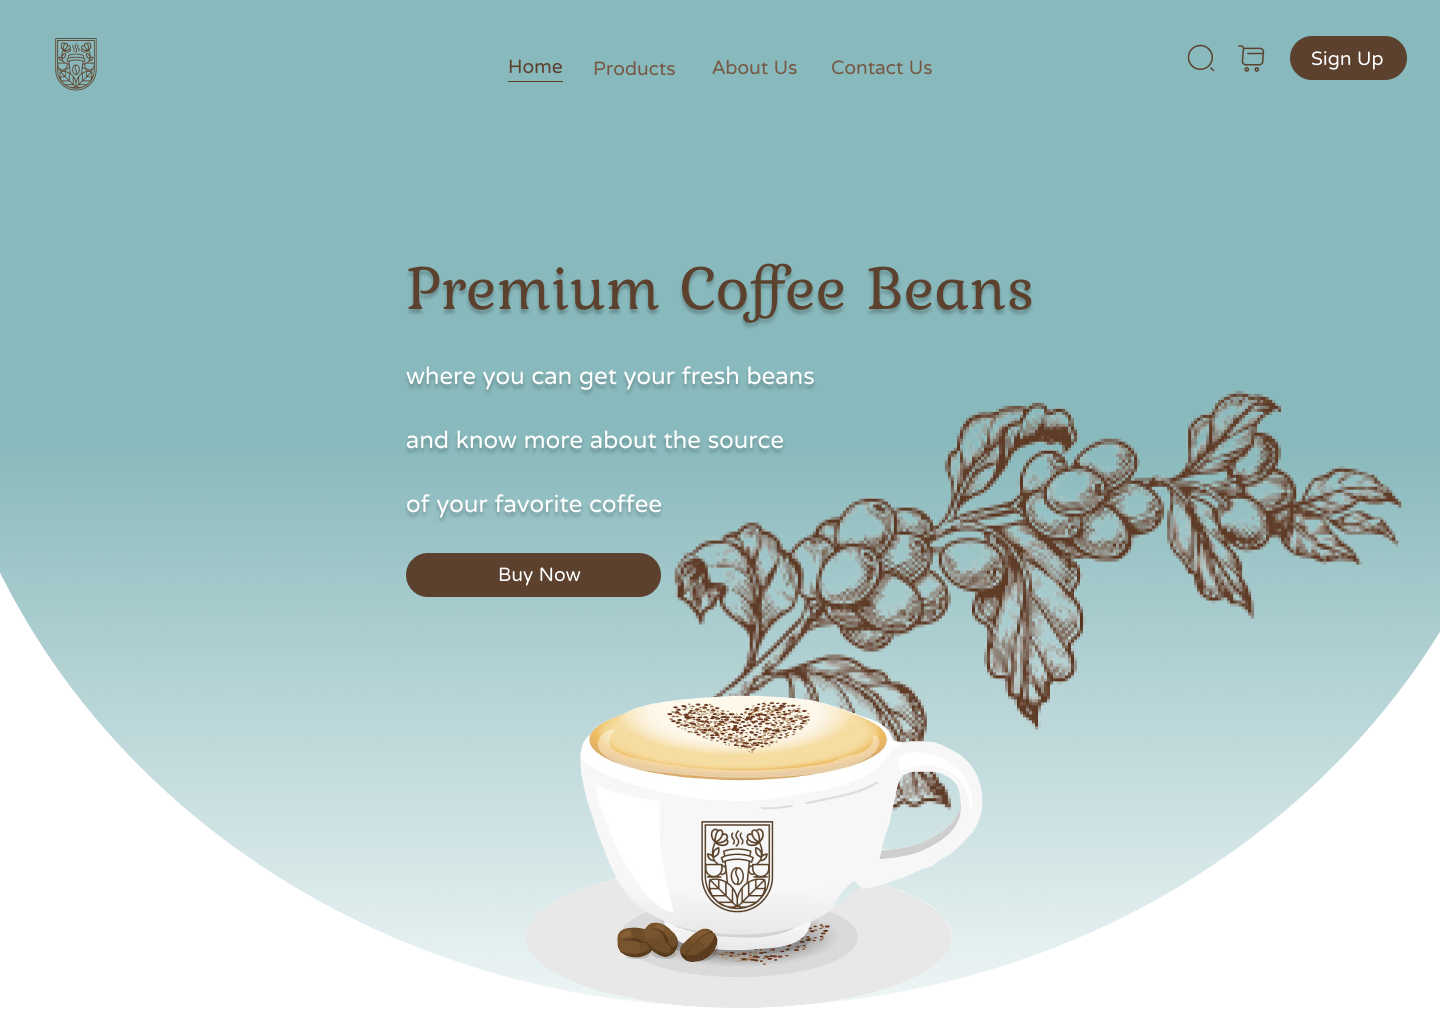 Home Products About Us Contact Us Sign Up
Premium Coffee Beans
where you can get your fresh beans
and know more about the source
of your favorite coffee
Buy Now